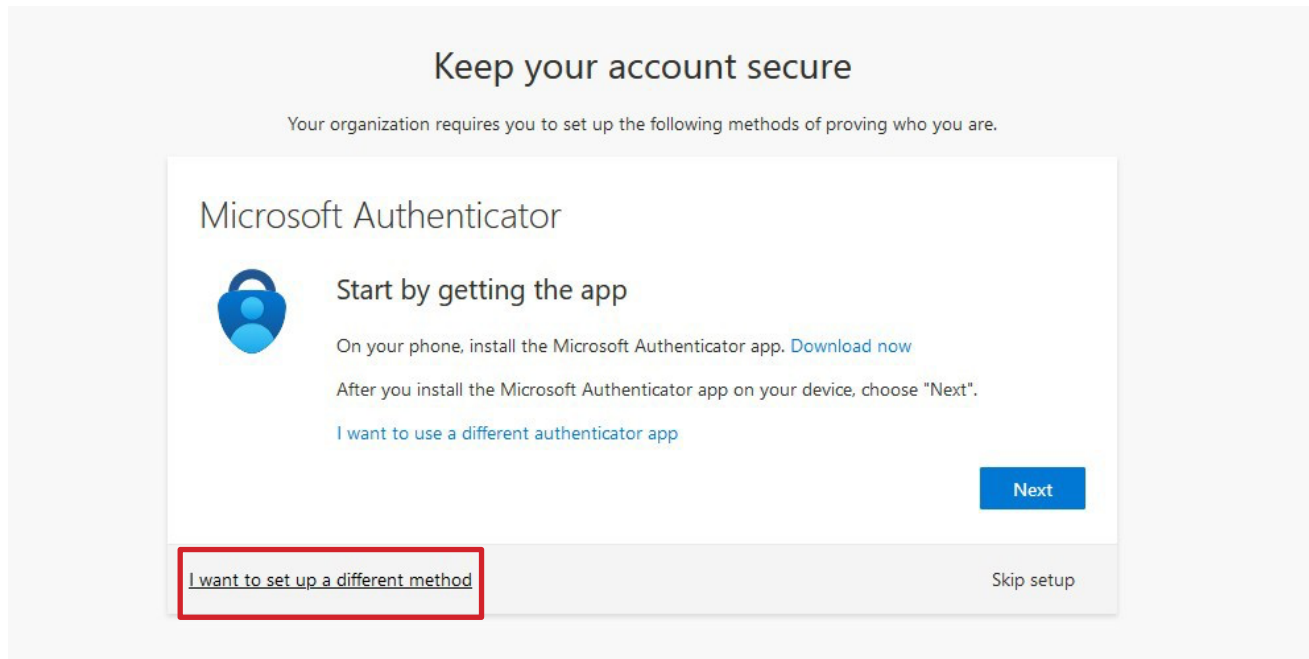 Keep your account secure
Your organization requires you to set up the following methods of proving who you are.
Microsoft Authenticator
Start by getting the app
On your phone, install the Microsoft Authenticator app. Download now
After you install the Microsoft Authenticator app on your device, choose "Next".
I want to use a different authenticator app
Next
I want to set up a different method
Skip setup